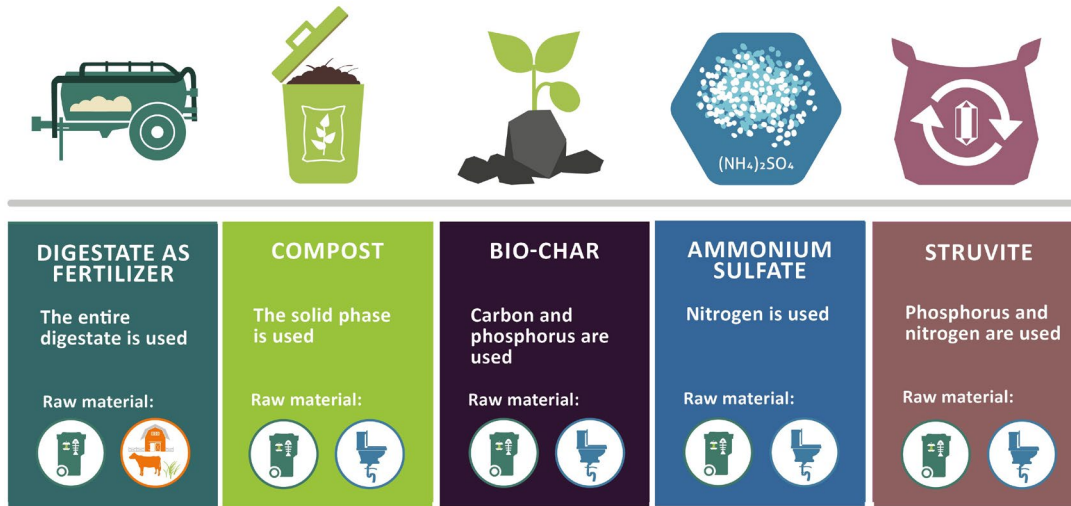 (NH₄)₂SO₄
DIGESTATE AS
FERTILIZER
The entire
digestate is used
Raw material:
COMPOST
The solid phase
is used
Raw material:
BIO-CHAR
Carbon and
phosphorus are
used
Raw material:
AMMONIUM
SULFATE
Nitrogen is used
Raw material:
STRUVITE
Phosphorus and
nitrogen are used
Raw material: